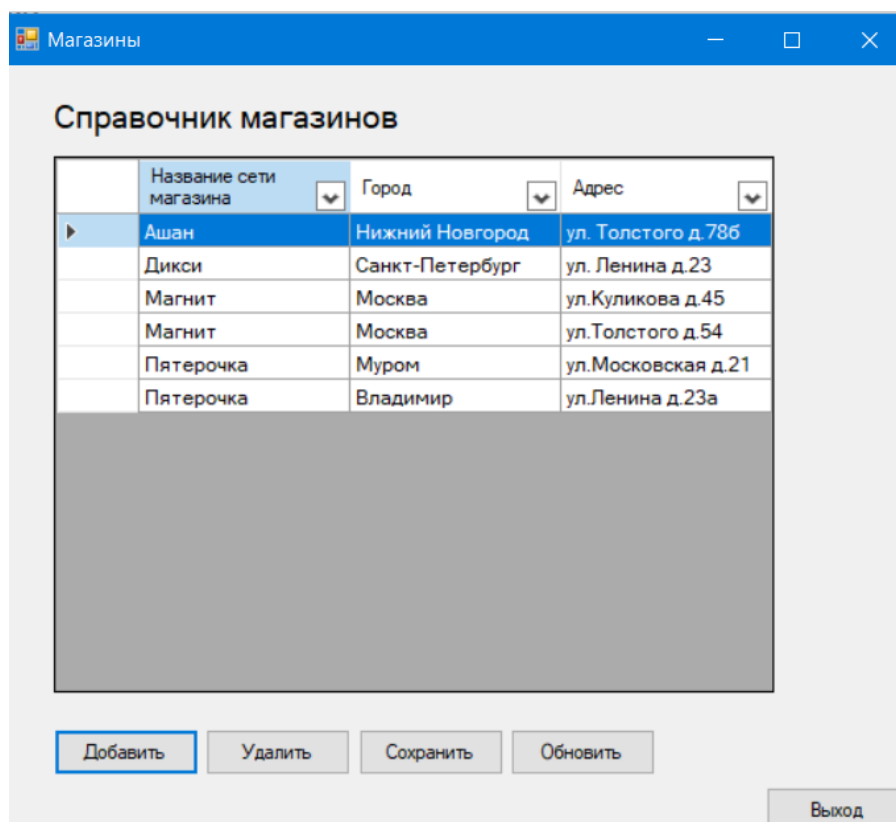 Магазины
Справочник магазинов
Название сети магазина Город Адрес
Ашан Нижний Новгород ул. Толстого д.78б
Дикси Санкт-Петербург ул. Ленина д.23
Магнит Москва ул.Куликова д.45
Магнит Москва ул.Толстого д.54
Пятерочка Муром ул.Московская д.21
Пятерочка Владимир ул.Ленина д.23а
Добавить Удалить Сохранить Обновить
Выход